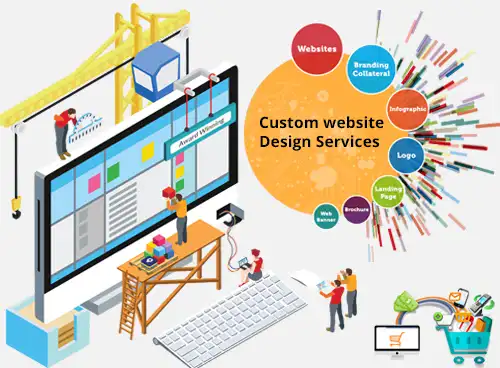 Websites
Branding
Collateral
Infographic
Custom website
Design Services
Logo
Landing
Page
Brochure
Web
Banner
Award Winning